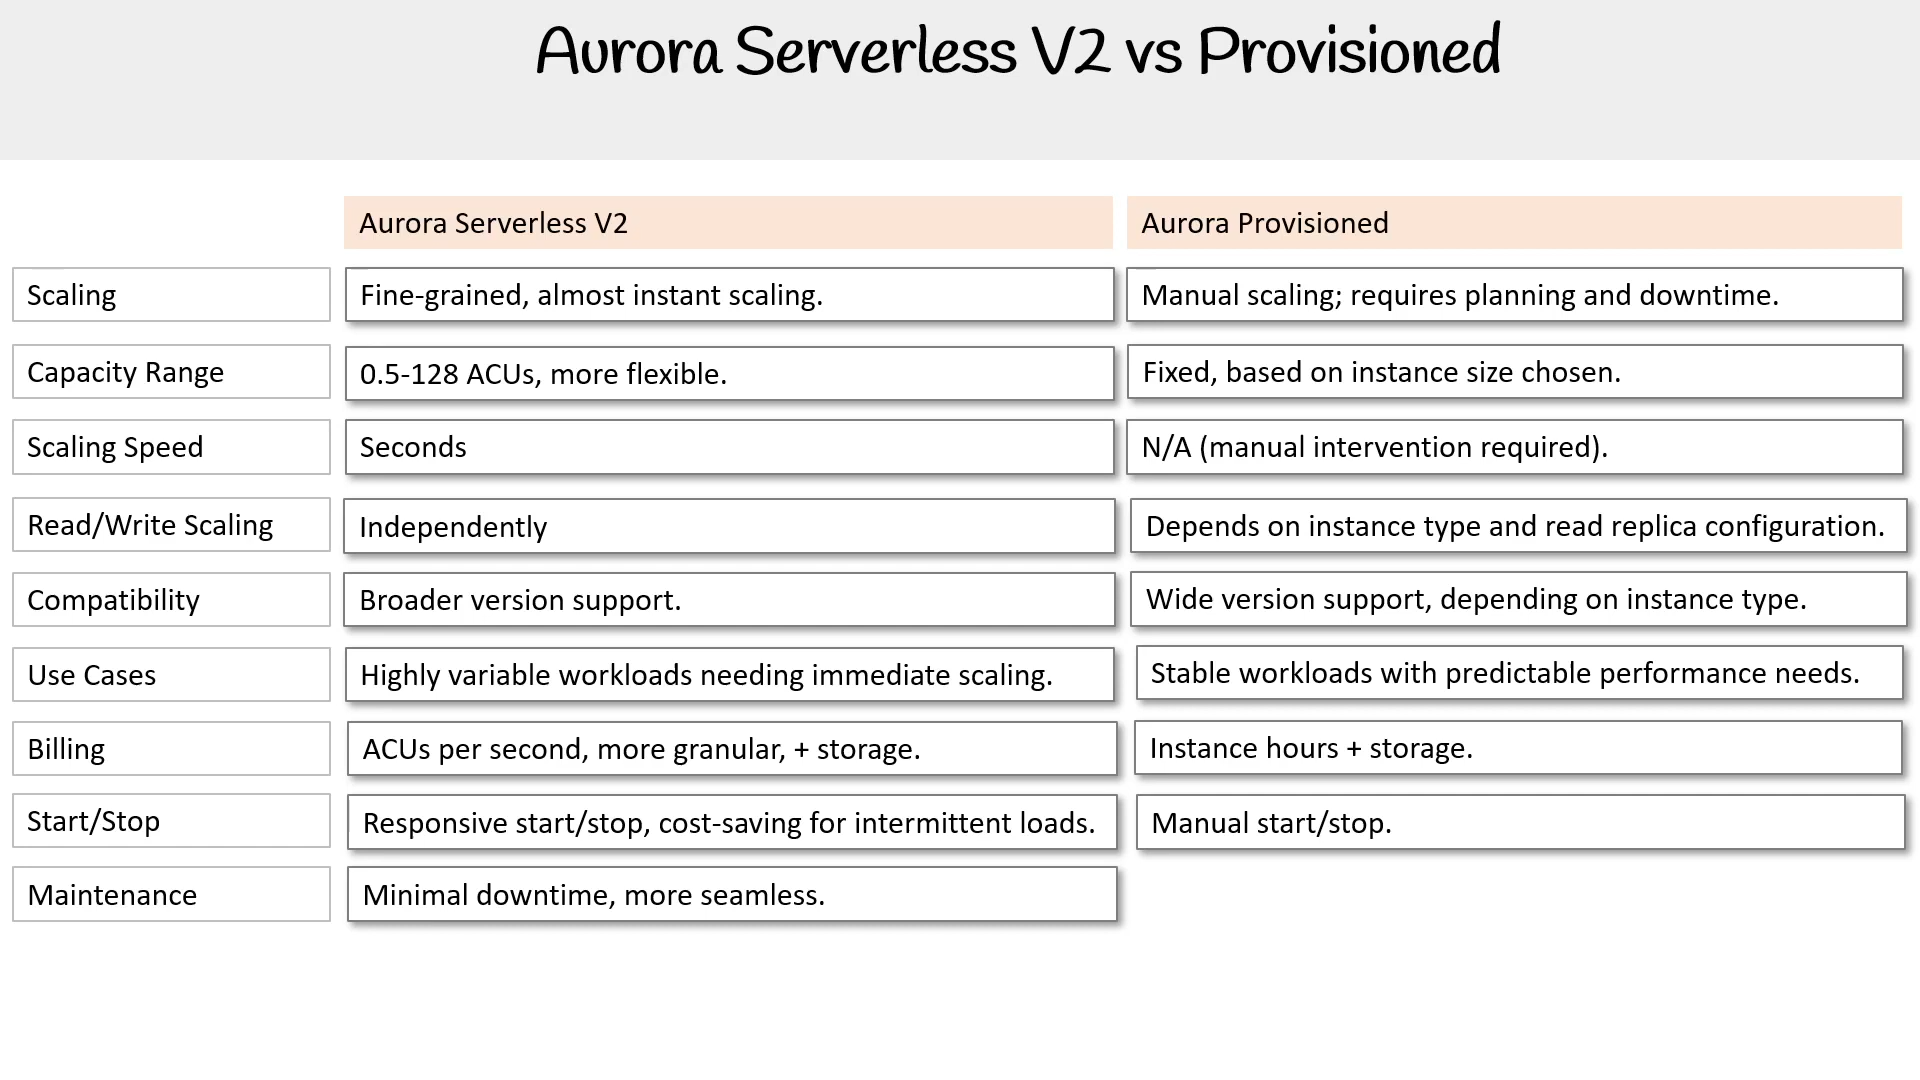 Aurora Serverless V2 vs Provisioned
Aurora Serverless V2
Aurora Provisioned
Scaling
Fine-grained, almost instant scaling.
Manual scaling; requires planning and downtime.
Capacity Range
0.5-128 ACUs, more flexible.
Fixed, based on instance size chosen.
Scaling Speed
Seconds
N/A (manual intervention required).
Read/Write Scaling
Independently
Depends on instance type and read replica configuration.
Compatibility
Broader version support.
Wide version support, depending on instance type.
Use Cases
Highly variable workloads needing immediate scaling.
Stable workloads with predictable performance needs.
Billing
ACUs per second, more granular, + storage.
Instance hours + storage.
Start/Stop
Responsive start/stop, cost-saving for intermittent loads.
Manual start/stop.
Maintenance
Minimal downtime, more seamless.